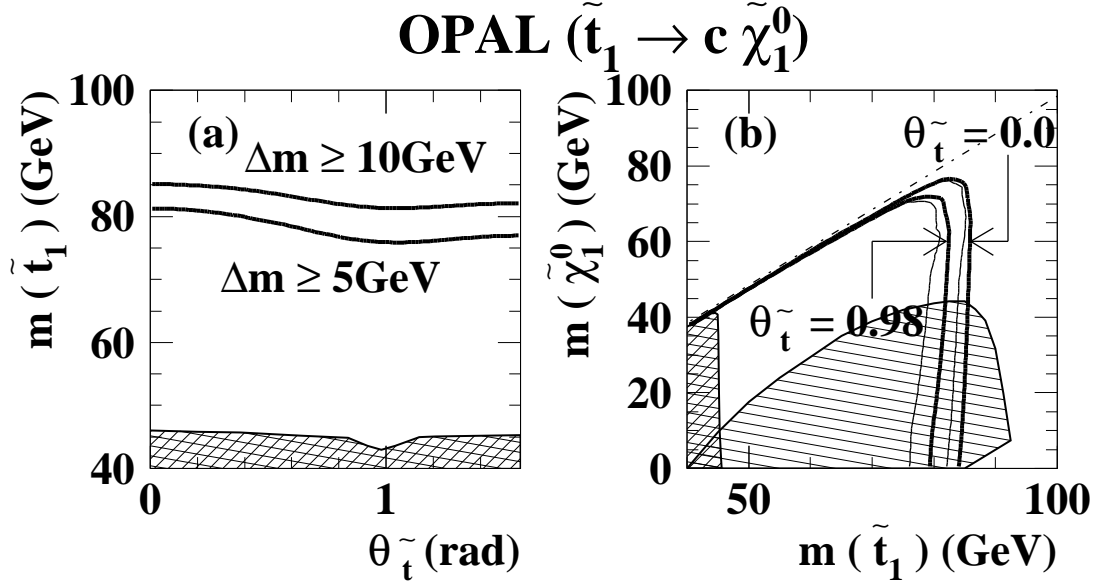 OPAL (t̃₁ → c χ̃₁⁰)
m ( t̃₁ ) (GeV)
100
80
60
40
(a)
Δm ≥ 10GeV
Δm ≥ 5GeV
0
1
θ t̃ (rad)
m ( χ̃₁⁰ ) (GeV)
100
80
60
40
20
0
(b)
θ t̃ = 0.0
θ t̃ = 0.98
50
100
m ( t̃₁ ) (GeV)